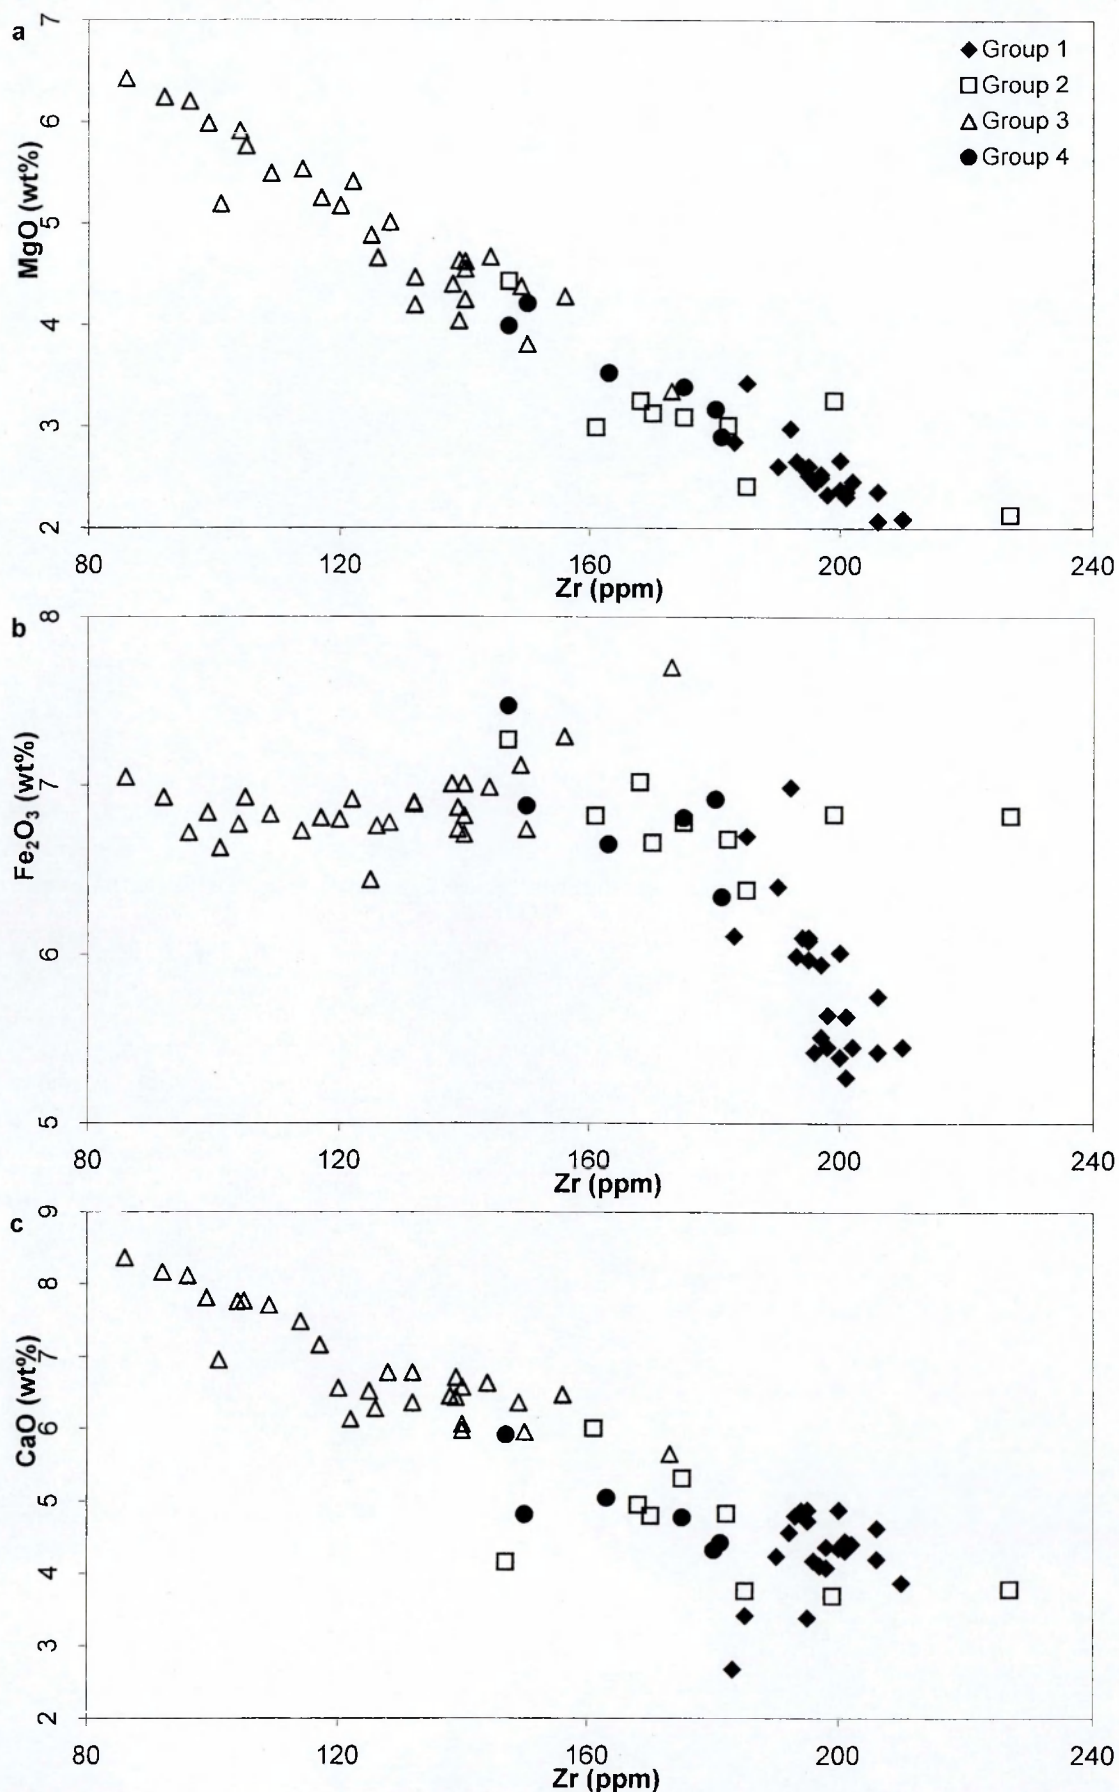 a
7
6
5
4
3
2
MgO (wt%)
◆ Group 1
□ Group 2
△ Group 3
● Group 4
80 120 160 200 240
Zr (ppm)
b
8
7
6
5
Fe₂O₃ (wt%)
80 120 160 200 240
Zr (ppm)
c
9
8
7
6
5
4
3
2
CaO (wt%)
80 120 160 200 240
Zr (ppm)